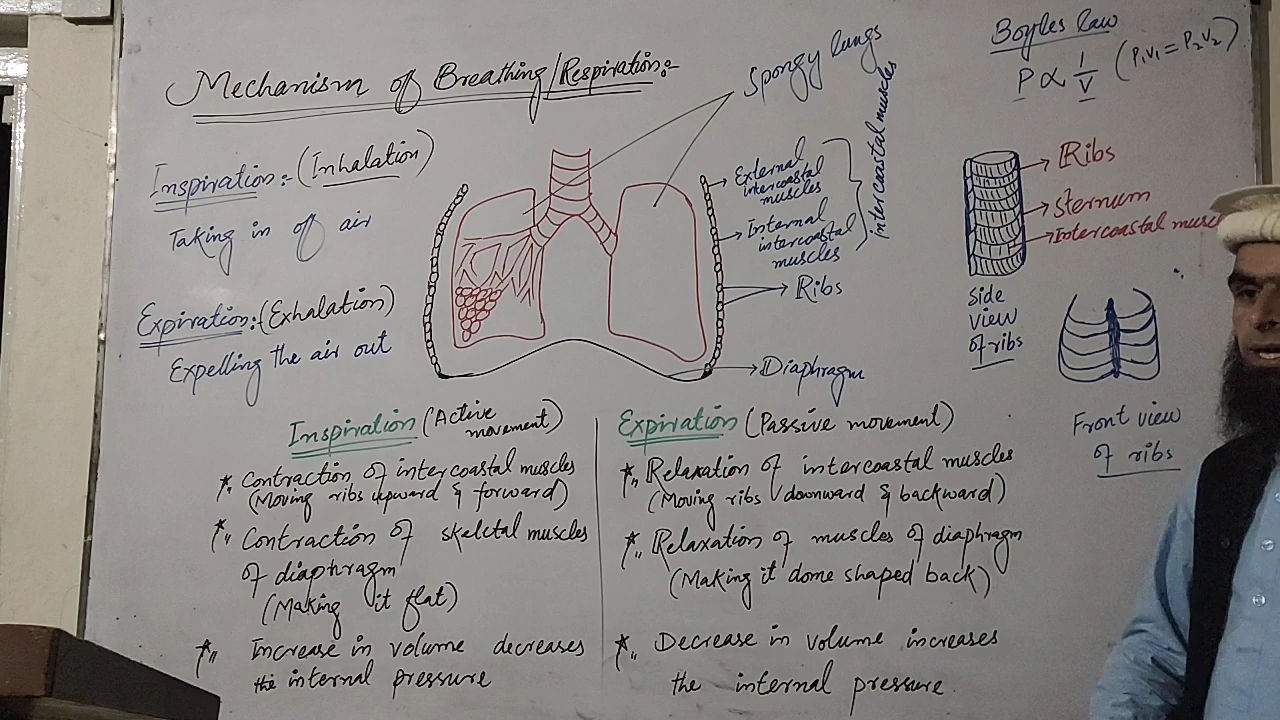 Mechanism of Breathing/Respiration:-
Inspiration:(Inhalation)
Taking in of air
Expiration:(Exhalation)
Expelling the air out
Spongy lungs
External
intercoastal
muscles
Internal
intercoastal
muscles
intercoastal muscles
Ribs
Diaphragm
Boyles law
P ∝ 1/V (P₁V₁ = P₂V₂)
Ribs
Sternum
Intercoastal musc
Side
view
of ribs
Front view
of ribs
Inspiration (Active
movement)
*,, Contraction of intercoastal muscles
(Moving ribs upward & forward)
*,, Contraction of skeletal muscles
of diaphragm
(Making it flat)
*,, Increase in volume decreases
the internal pressure
Expiration (Passive movement)
*,, Relaxation of intercoastal muscles
(Moving ribs downward & backward)
*,, Relaxation of muscles of diaphragm
(Making it dome shaped back)
*,, Decrease in volume increases
the internal pressure.